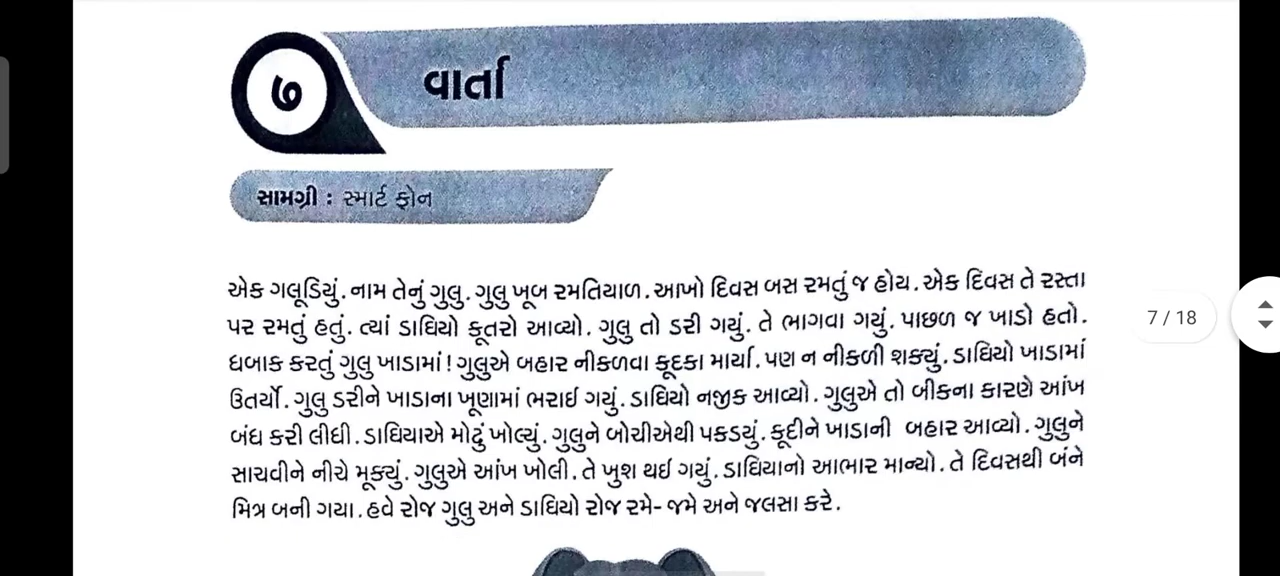 ૭
વાર્તા
સામગ્રી : સ્માર્ટ ફોન
એક ગલૂડિયું. નામ તેનું ગુલુ. ગુલુ ખૂબ રમતિયાળ. આખો દિવસ બસ રમતું જ હોય. એક દિવસ તે રસ્તા
પર રમતું હતું. ત્યાં ડાઘિયો કૂતરો આવ્યો. ગુલુ તો ડરી ગયું. તે ભાગવા ગયું. પાછળ જ ખાડો હતો.
ધબાક કરતું ગુલુ ખાડામાં! ગુલુએ બહાર નીકળવા કૂદકા માર્યા. પણ ન નીકળી શક્યું. ડાઘિયો ખાડામાં
ઉતર્યો. ગુલુ ડરીને ખાડાના ખૂણામાં ભરાઈ ગયું. ડાઘિયો નજીક આવ્યો. ગુલુએ તો બીકના કારણે આંખ
બંધ કરી લીધી. ડાઘિયાએ મોઢું ખોલ્યું. ગુલુને બોચીએથી પકડયું. કૂદીને ખાડાની બહાર આવ્યો. ગુલુને
સાચવીને નીચે મૂક્યું. ગુલુએ આંખ ખોલી. તે ખુશ થઈ ગયું. ડાઘિયાનો આભાર માન્યો. તે દિવસથી બંને
મિત્ર બની ગયા. હવે રોજ ગુલુ અને ડાઘિયો રોજ રમે- જમે અને જલસા કરે.
7 / 18